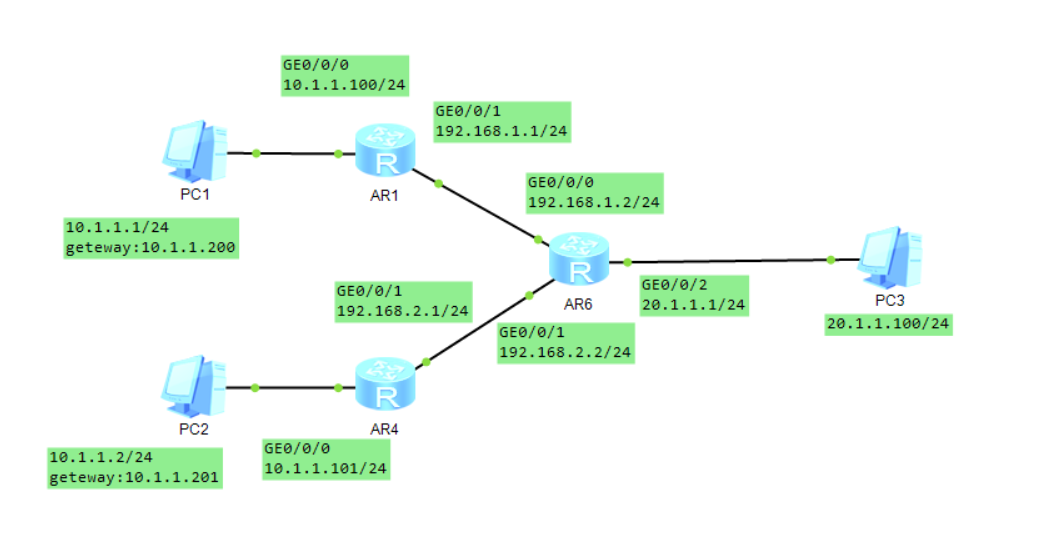 GE0/0/0
10.1.1.100/24
GE0/0/1
192.168.1.1/24
R
PC1
AR1
10.1.1.1/24
geteway:10.1.1.200
GE0/0/0
192.168.1.2/24
R
AR6
GE0/0/2
20.1.1.1/24
PC3
20.1.1.100/24
GE0/0/1
192.168.2.1/24
GE0/0/1
192.168.2.2/24
R
PC2
AR4
10.1.1.2/24
geteway:10.1.1.201
GE0/0/0
10.1.1.101/24